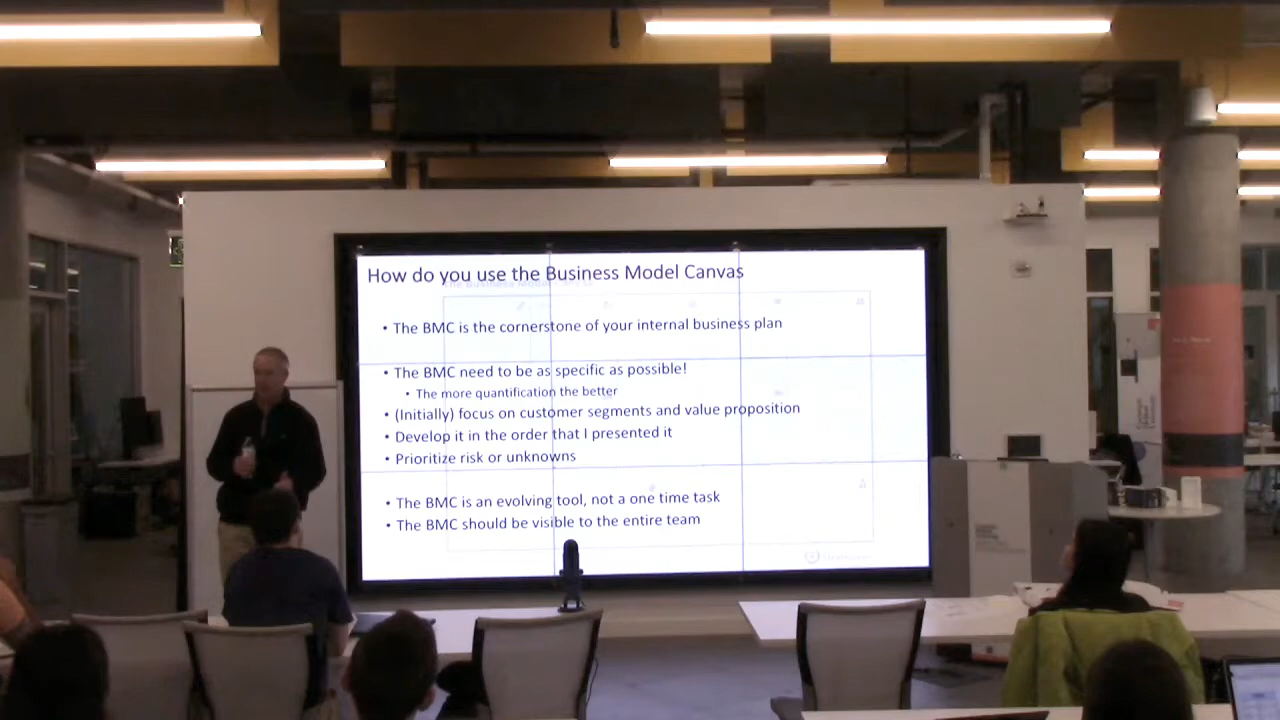 How do you use the Business Model Canvas
• The BMC is the cornerstone of your internal business plan
• The BMC need to be as specific as possible!
• The more quantification the better
• (Initially) focus on customer segments and value proposition
• Develop it in the order that I presented it
• Prioritize risk or unknowns
• The BMC is an evolving tool, not a one time task
• The BMC should be visible to the entire team